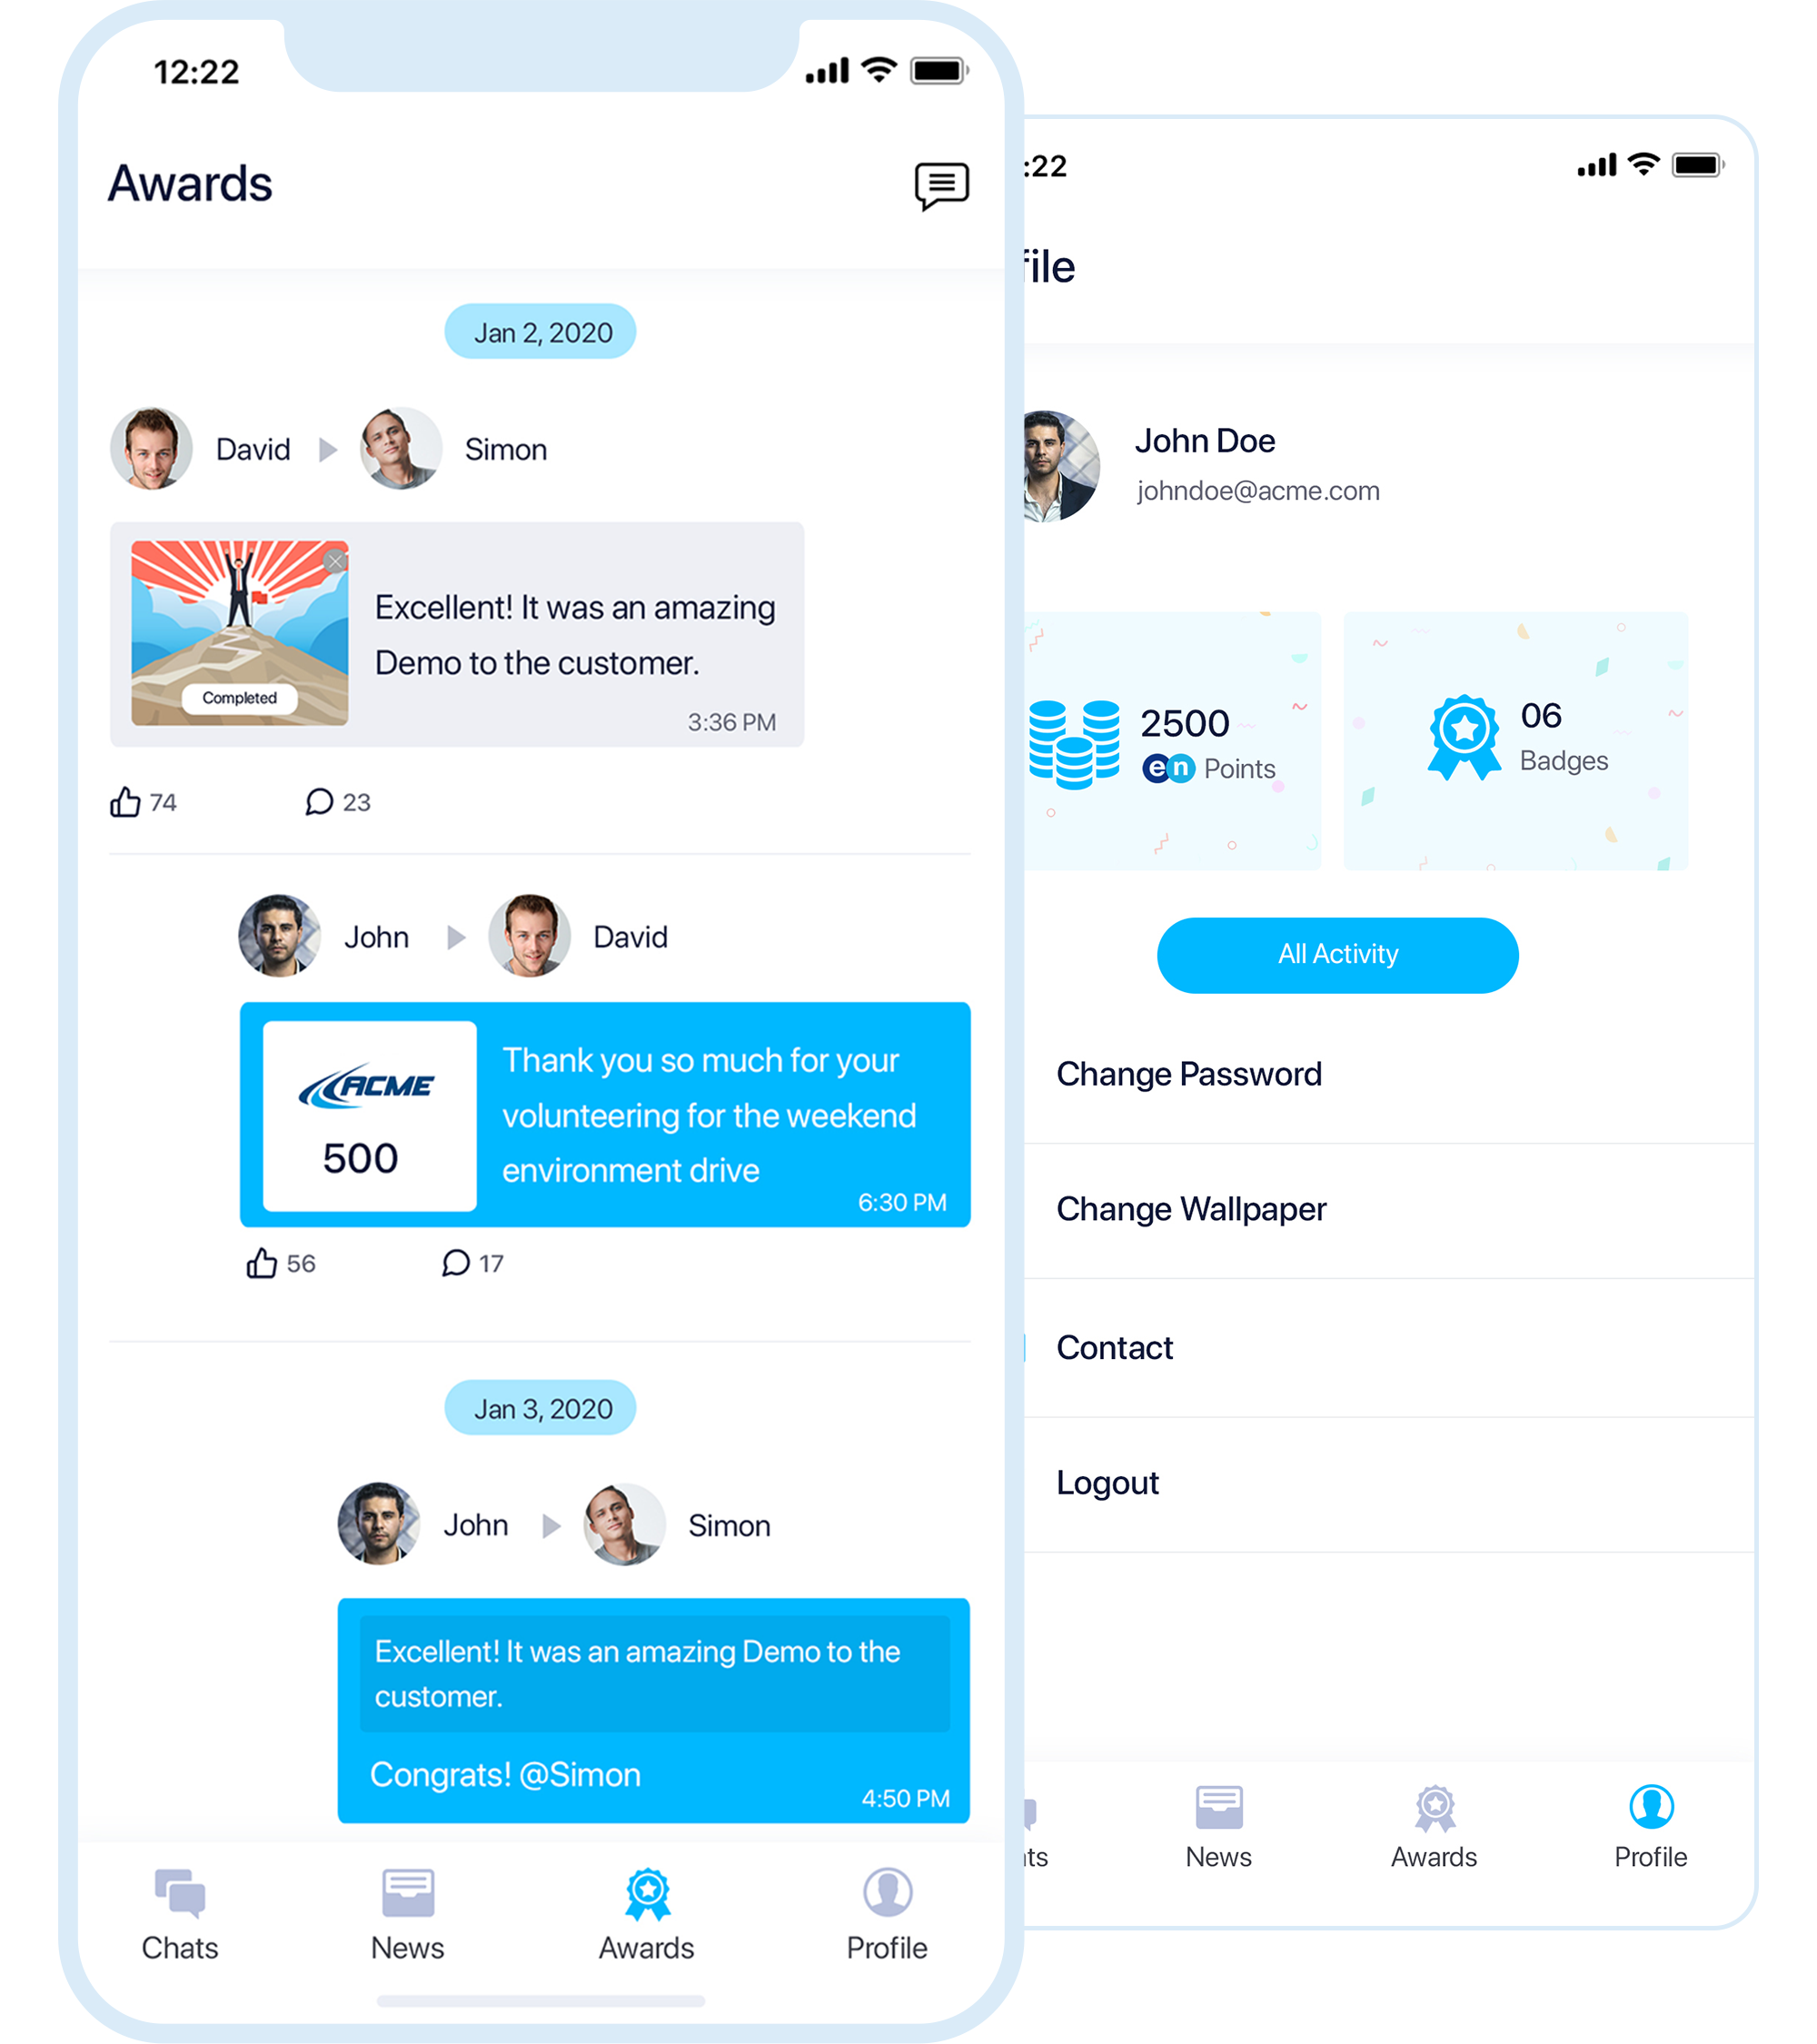 12:22
Awards
Jan 2, 2020
David
Simon
Completed
Excellent! It was an amazing
Demo to the customer.
3:36 PM
74
23
John
David
ACME
500
Thank you so much for your
volunteering for the weekend
environment drive
6:30 PM
56
17
Jan 3, 2020
John
Simon
Excellent! It was an amazing Demo to the
customer.
Congrats! @Simon
4:50 PM
Chats
News
Awards
Profile
:22
file
John Doe
johndoe@acme.com
2500
en Points
06
Badges
All Activity
Change Password
Change Wallpaper
Contact
Logout
ts
News
Awards
Profile